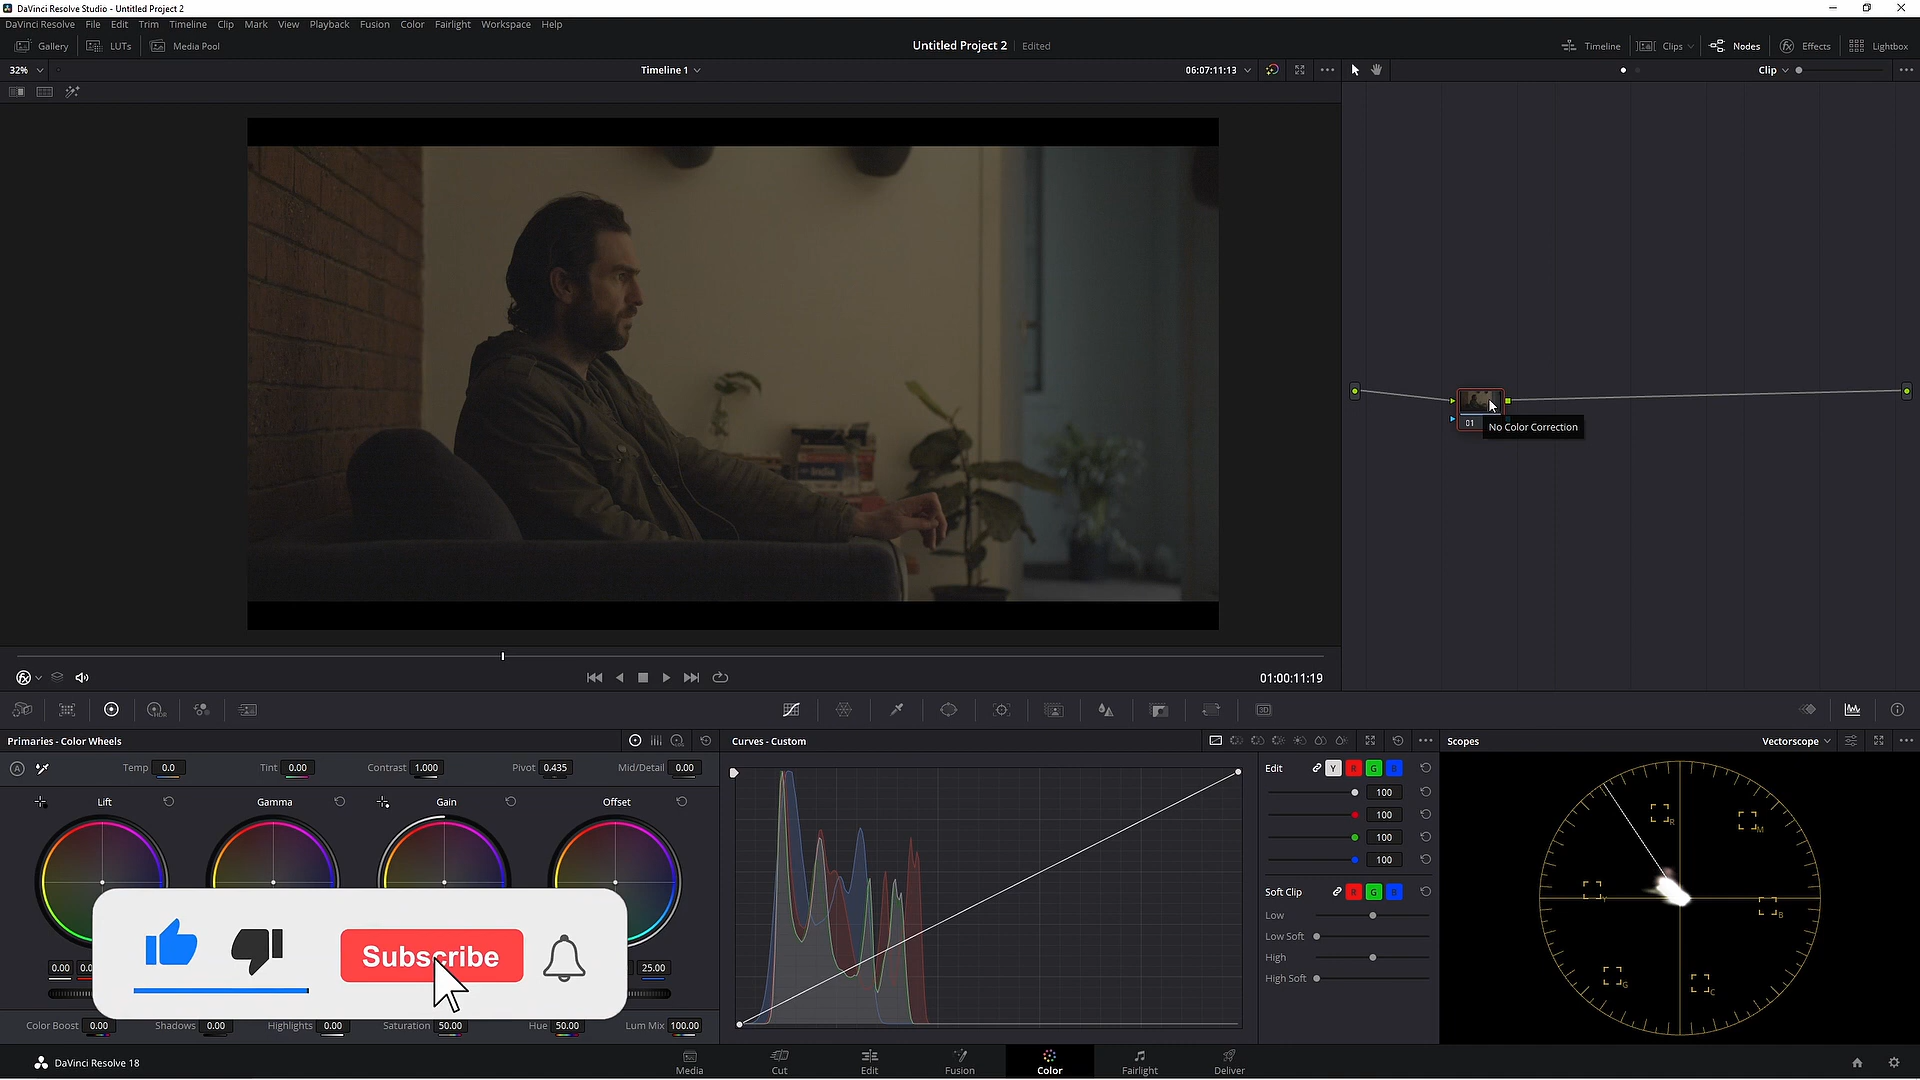 DaVinci Resolve Studio - Untitled Project 2
DaVinci Resolve File Edit Trim Timeline Clip Mark View Playback Fusion Color Fairlight Workspace Help
Gallery LUTs Media Pool Untitled Project 2 Edited Timeline Clips Nodes Effects Lightbox
32% Timeline 1 06:07:11:13 Clip
01
No Color Correction
01:00:11:19
HDR 3D
Primaries - Color Wheels Curves - Custom Scopes Vectorscope
A Temp 0.0 Tint 0.00 Contrast 1.000 Pivot 0.435 Mid/Detail 0.00 Edit Y R G B
Lift Gamma Gain Offset 100
100
100
100
Soft Clip R G B
Low
Low Soft
High
High Soft
R M
Y B
G C
0.00 0.0 25.00
Subscribe
Color Boost 0.00 Shadows 0.00 Highlights 0.00 Saturation 50.00 Hue 50.00 Lum Mix 100.00
DaVinci Resolve 18 Media Cut Edit Fusion Color Fairlight Deliver